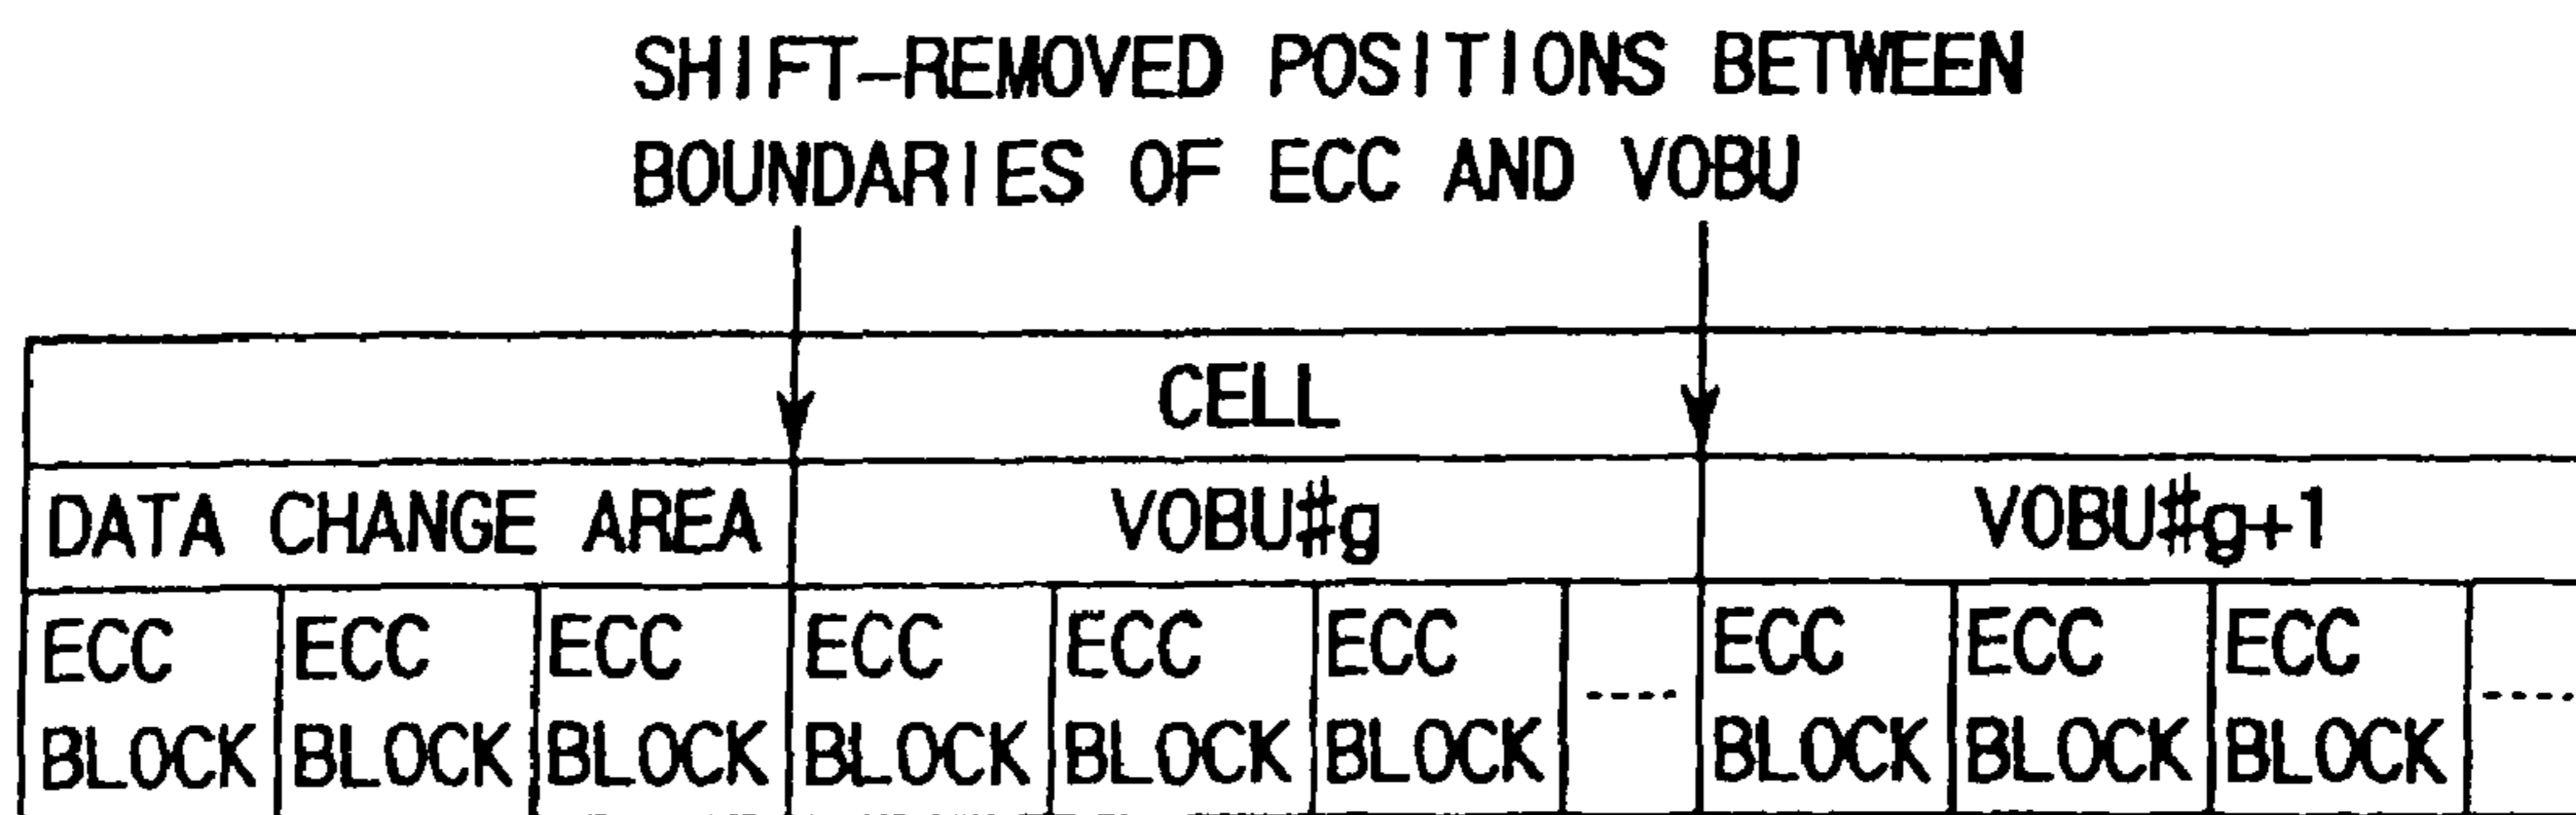 SHIFT-REMOVED POSITIONS BETWEEN
BOUNDARIES OF ECC AND VOBU
CELL
DATA CHANGE AREA VOBU#g VOBU#g+1
ECC ECC ECC ECC ECC ECC ECC ECC ECC
BLOCK BLOCK BLOCK BLOCK BLOCK BLOCK ----- BLOCK BLOCK BLOCK -----